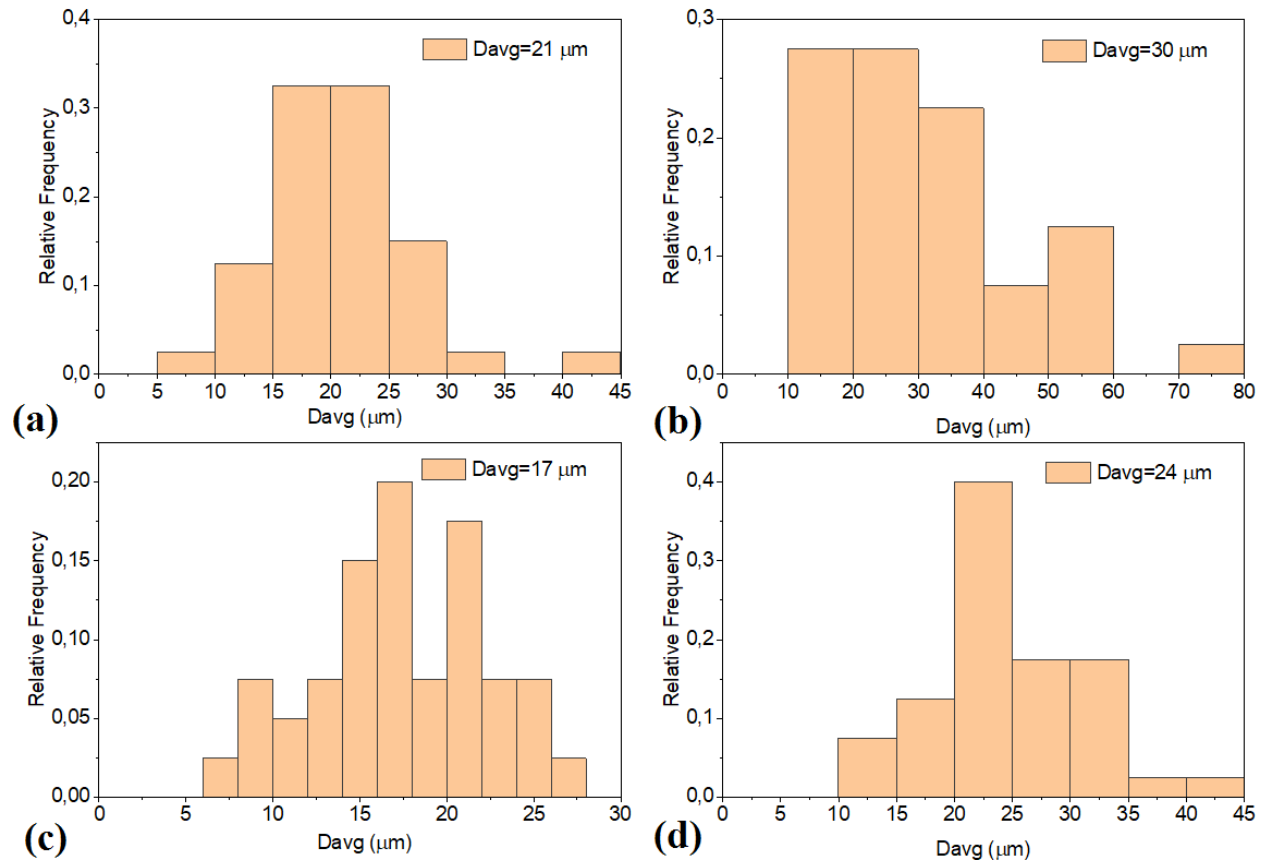 0,4
0,3
0,2
0,1
0,0
Relative Frequency
Davg=21 μm
0 5 10 15 20 25 30 35 40 45
Davg (μm)
(a)
0,3
0,2
0,1
0,0
Relative Frequency
Davg=30 μm
0 10 20 30 40 50 60 70 80
Davg (μm)
(b)
0,20
0,15
0,10
0,05
0,00
Relative Frequency
Davg=17 μm
0 5 10 15 20 25 30
Davg (μm)
(c)
0,4
0,3
0,2
0,1
0,0
Relative Frequency
Davg=24 μm
0 5 10 15 20 25 30 35 40 45
Davg (μm)
(d)